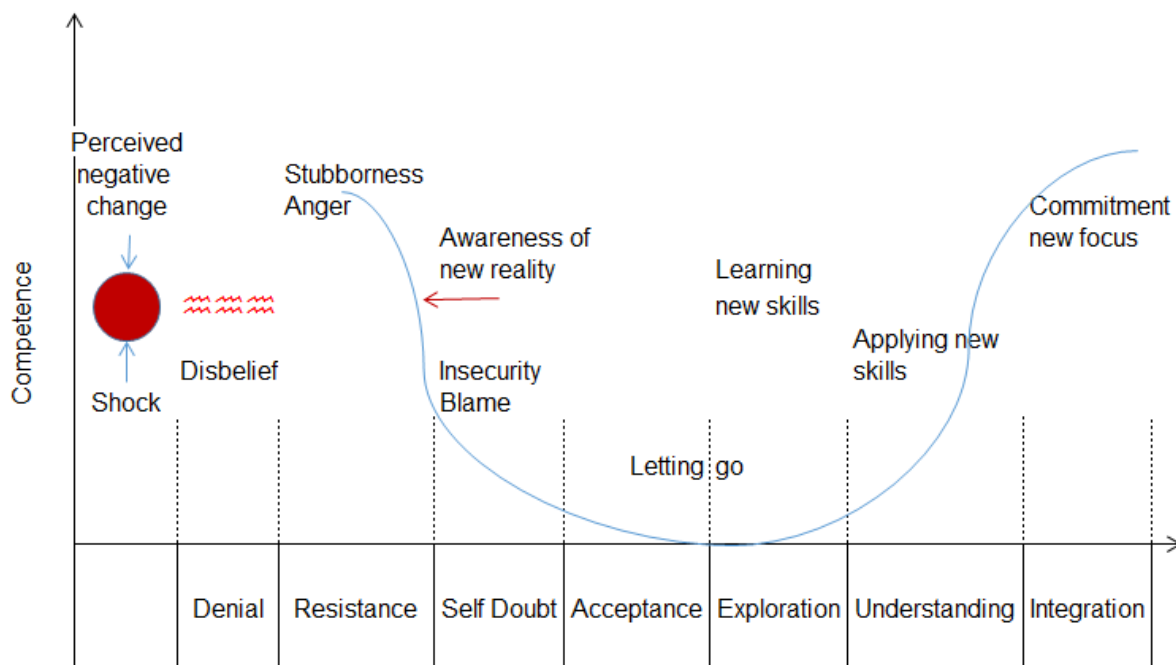 Perceived
negative
change
Shock
Competence
Disbelief
Stubborness
Anger
Awareness of
new reality
Insecurity
Blame
Letting go
Learning
new skills
Applying new
skills
Commitment
new focus
Denial
Resistance
Self Doubt
Acceptance
Exploration
Understanding
Integration